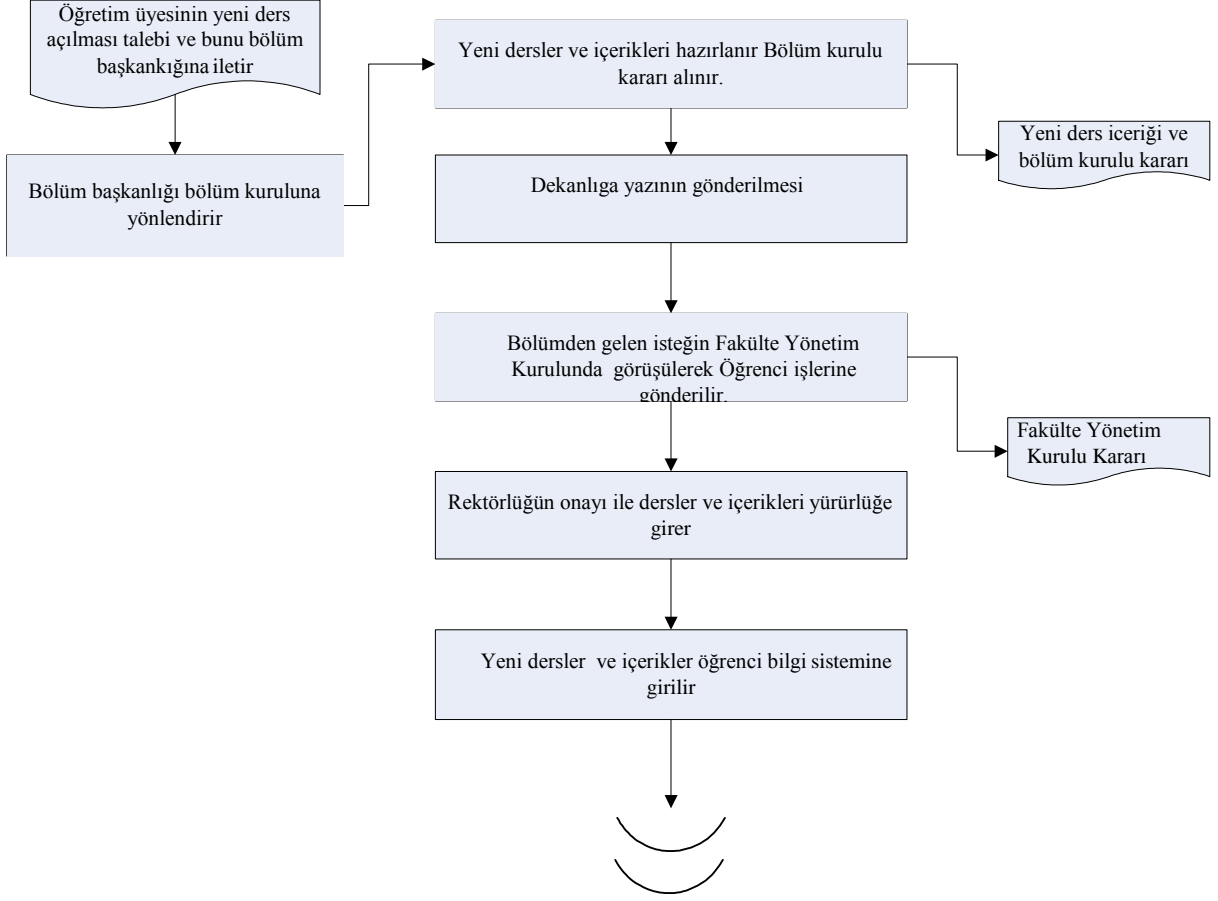 Öğretim üyesinin yeni ders
açılması talebi ve bunu bölüm
başkankığına iletir
Bölüm başkanlığı bölüm kuruluna
yönlendirir
Yeni dersler ve içerikleri hazırlanır Bölüm kurulu
kararı alınır.
Yeni ders iceriği ve
bölüm kurulu kararı
Dekanlıga yazının gönderilmesi
Bölümden gelen isteğin Fakülte Yönetim
Kurulunda görüşülerek Öğrenci işlerine
gönderilir.
Fakülte Yönetim
Kurulu Kararı
Rektörlüğün onayı ile dersler ve içerikleri yürürlüğe
girer
Yeni dersler ve içerikler öğrenci bilgi sistemine
girilir